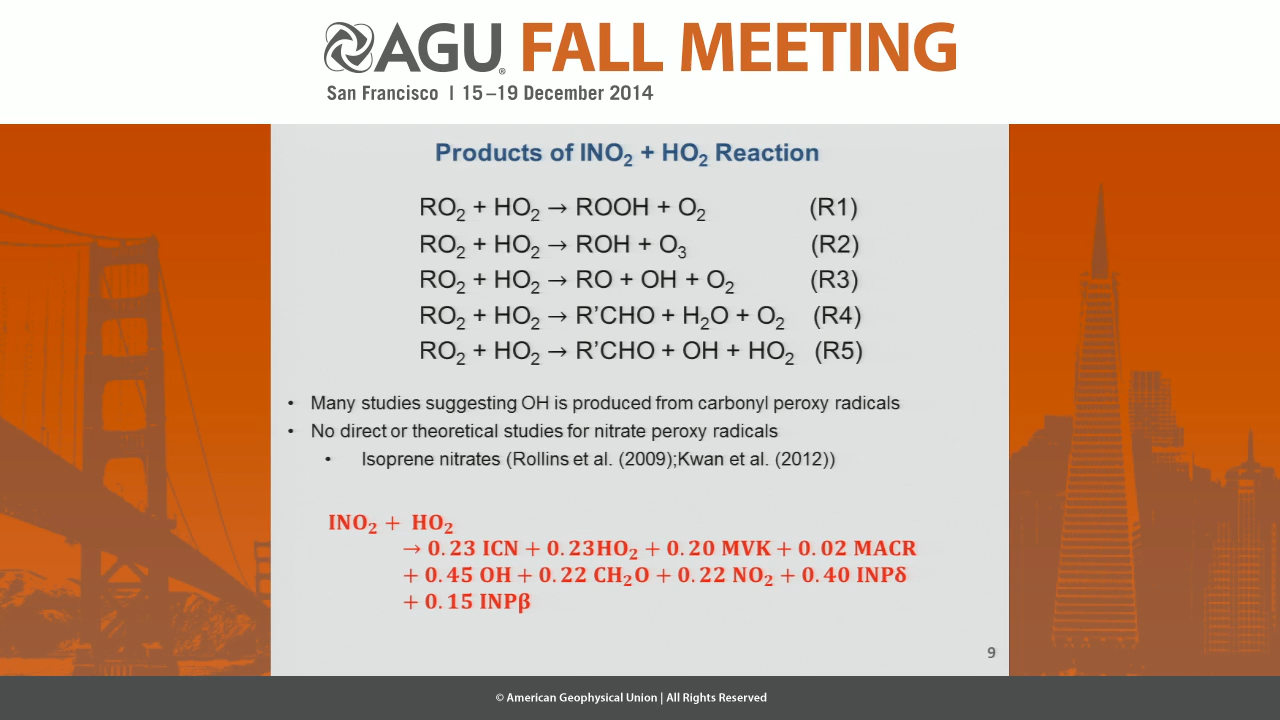 AGU® FALL MEETING
San Francisco | 15–19 December 2014
Products of INO₂ + HO₂ Reaction
RO₂ + HO₂ → ROOH + O₂ (R1)
RO₂ + HO₂ → ROH + O₃ (R2)
RO₂ + HO₂ → RO + OH + O₂ (R3)
RO₂ + HO₂ → R’CHO + H₂O + O₂ (R4)
RO₂ + HO₂ → R’CHO + OH + HO₂ (R5)
• Many studies suggesting OH is produced from carbonyl peroxy radicals
• No direct or theoretical studies for nitrate peroxy radicals
• Isoprene nitrates (Rollins et al. (2009);Kwan et al. (2012))
INO₂ + HO₂
→ 0.23 ICN + 0.23HO₂ + 0.20 MVK + 0.02 MACR
+ 0.45 OH + 0.22 CH₂O + 0.22 NO₂ + 0.40 INPδ
+ 0.15 INPβ
9
© American Geophysical Union | All Rights Reserved